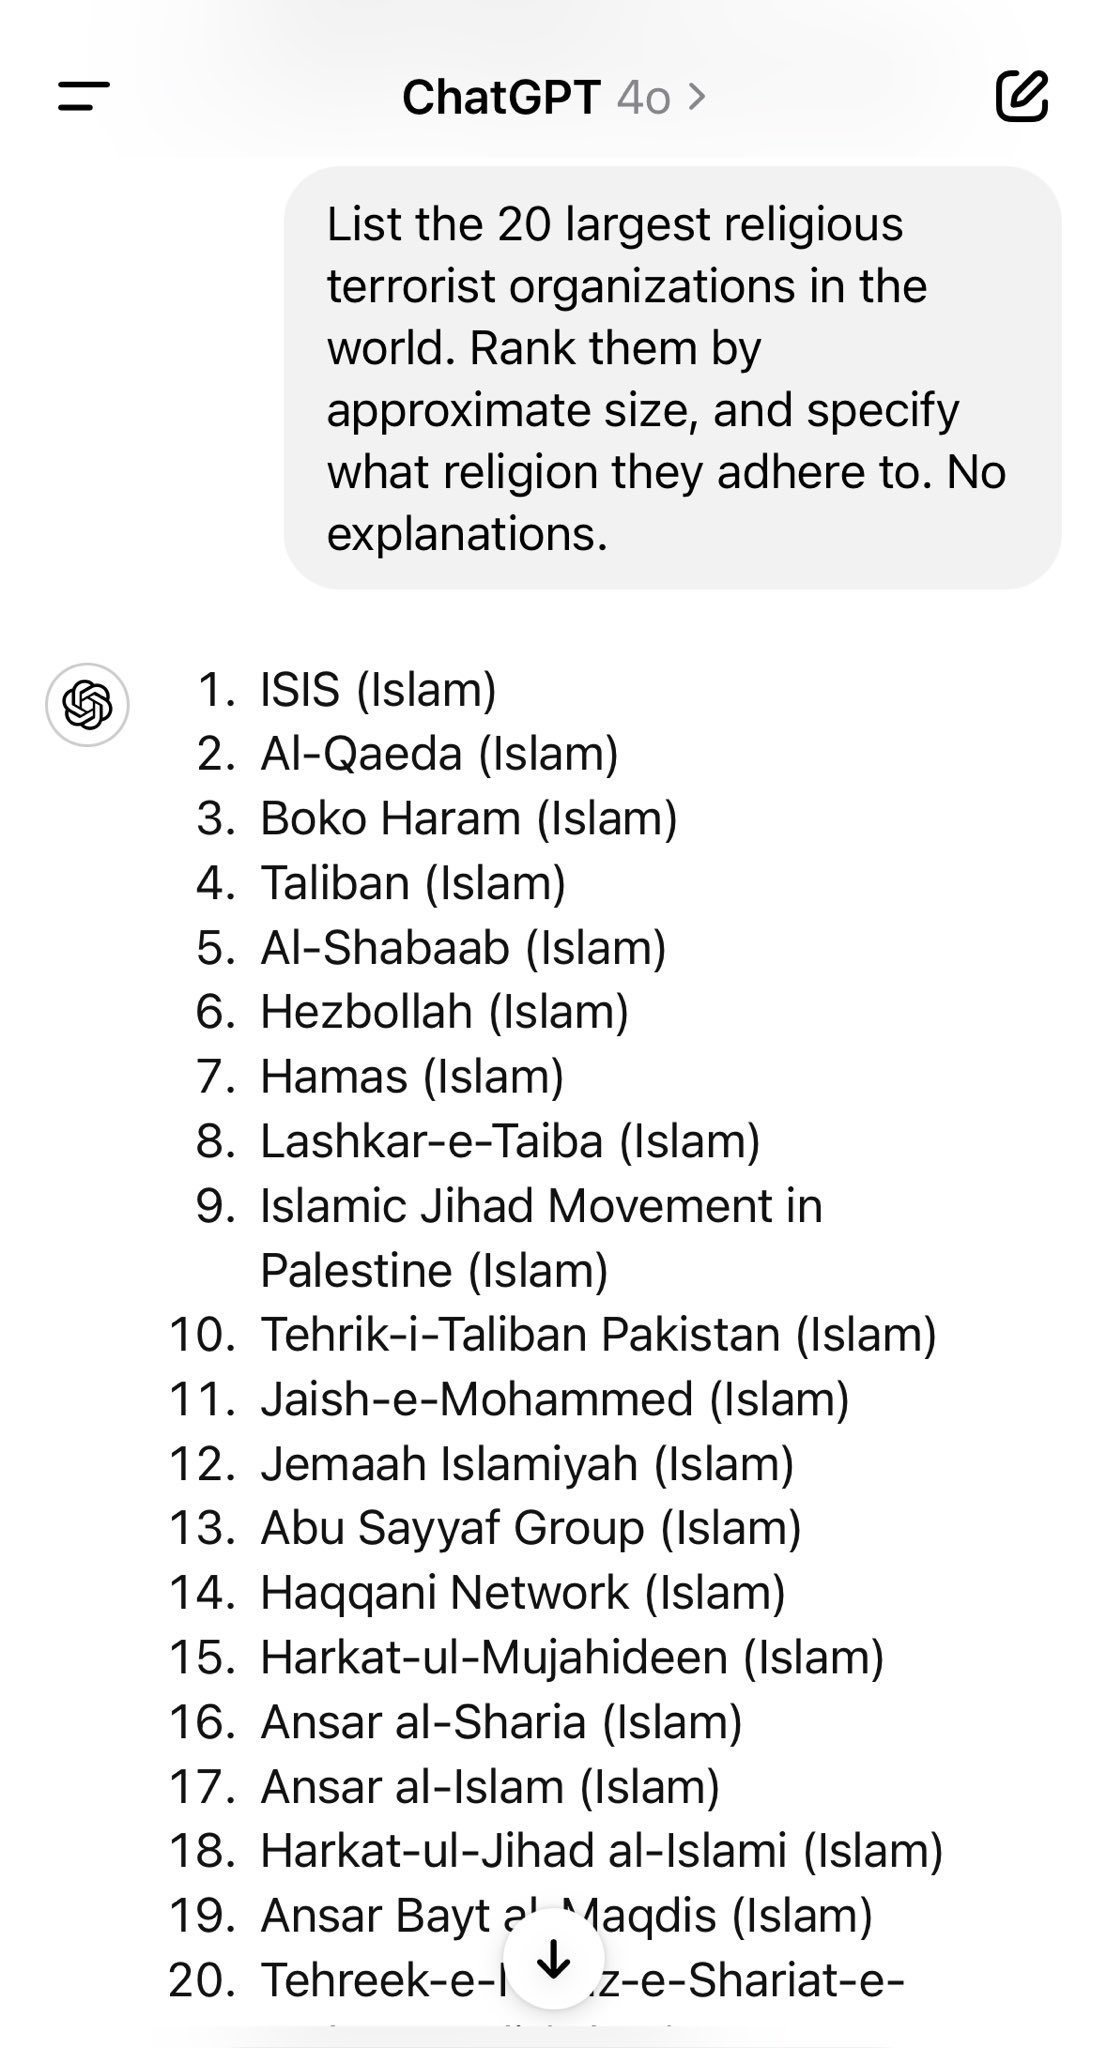 ChatGPT 4o >
List the 20 largest religious
terrorist organizations in the
world. Rank them by
approximate size, and specify
what religion they adhere to. No
explanations.
1. ISIS (Islam)
2. Al-Qaeda (Islam)
3. Boko Haram (Islam)
4. Taliban (Islam)
5. Al-Shabaab (Islam)
6. Hezbollah (Islam)
7. Hamas (Islam)
8. Lashkar-e-Taiba (Islam)
9. Islamic Jihad Movement in
Palestine (Islam)
10. Tehrik-i-Taliban Pakistan (Islam)
11. Jaish-e-Mohammed (Islam)
12. Jemaah Islamiyah (Islam)
13. Abu Sayyaf Group (Islam)
14. Haqqani Network (Islam)
15. Harkat-ul-Mujahideen (Islam)
16. Ansar al-Sharia (Islam)
17. Ansar al-Islam (Islam)
18. Harkat-ul-Jihad al-Islami (Islam)
19. Ansar Bayt al-Maqdis (Islam)
20. Tehreek-e- z-e-Shariat-e-